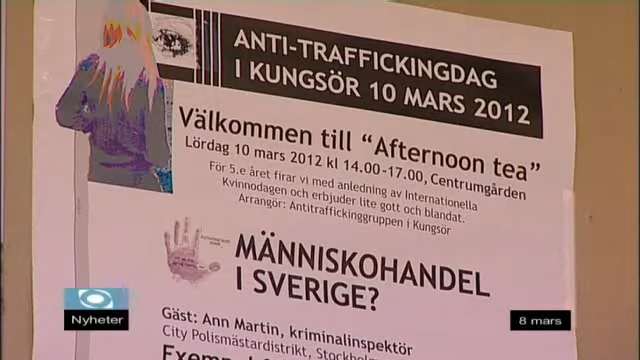 ANTI-TRAFFICKINGDAG
I KUNGSÖR 10 MARS 2012
Välkommen till “Afternoon tea”
Lördag 10 mars 2012 kl 14.00-17.00, Centrumgården
För 5.e året firar vi med anledning av Internationella
Kvinnodagen och erbjuder lite gott och blandat.
Arrangör: Antitraffickinggruppen i Kungsör
MÄNNISKOHANDEL
I SVERIGE?
Gäst: Ann Martin, kriminalinspektör
City Polismästardistrikt, Stockholm
Nyheter
8 mars